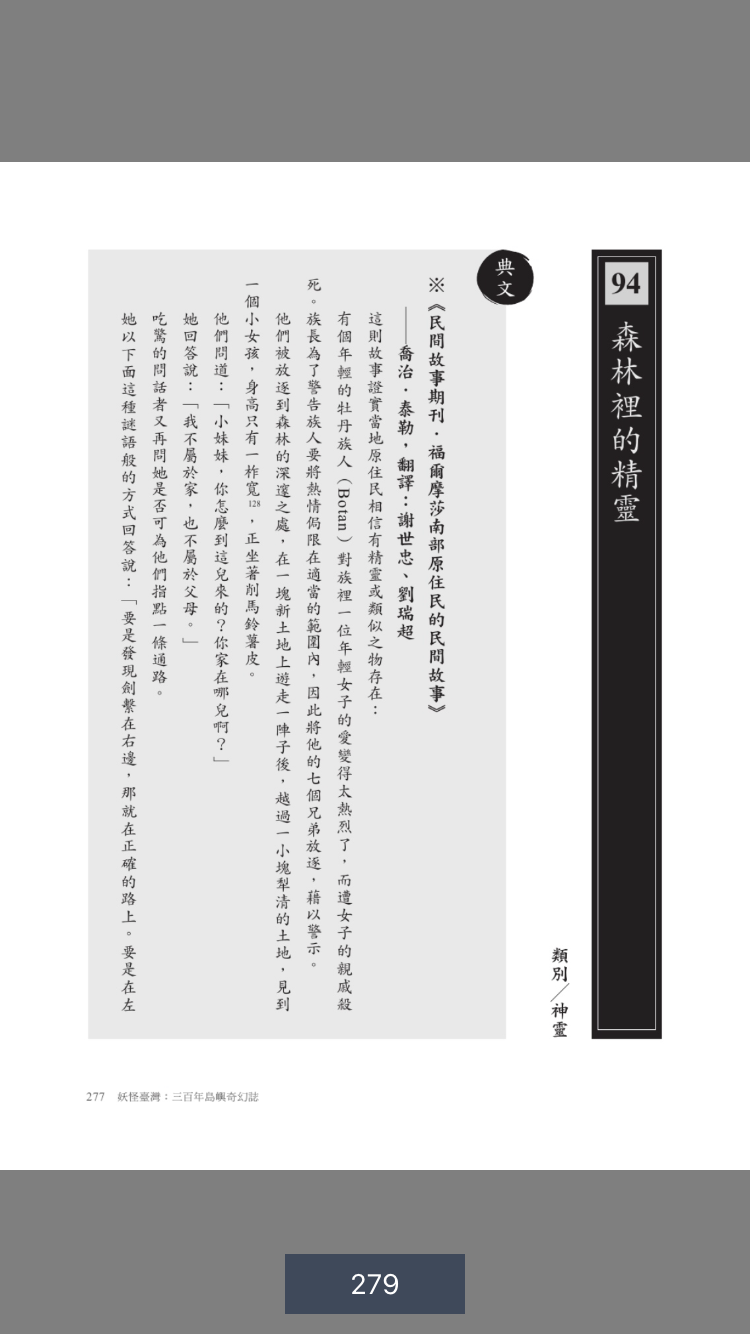 94
森林裡的精靈
類別／神靈
典文
※《民間故事期刊．福爾摩莎南部原住民的民間故事》
——喬治．泰勒，翻譯：謝世忠、劉瑞超
這則故事證實當地原住民相信有精靈或類似之物存在：
有個年輕的牡丹族人（Botan）對族裡一位年輕女子的愛變得太熱烈了，而遭女子的親戚殺
死。族長為了警告族人要將熱情侷限在適當的範圍內，因此將他的七個兄弟放逐，藉以警示。
他們被放逐到森林的深邃之處，在一塊新土地上遊走一陣子後，越過一小塊犁清的土地，見到
一個小女孩，身高只有一柞寬128，正坐著削馬鈴薯皮。
他們問道：「小妹妹，你怎麼到這兒來的？你家在哪兒啊？」
她回答說：「我不屬於家，也不屬於父母。」
吃驚的問話者又再問她是否可為他們指點一條通路。
她以下面這種謎語般的方式回答說：「要是發現劍繫在右邊，那就在正確的路上。要是在左
277 妖怪臺灣：三百年島嶼奇幻誌
279